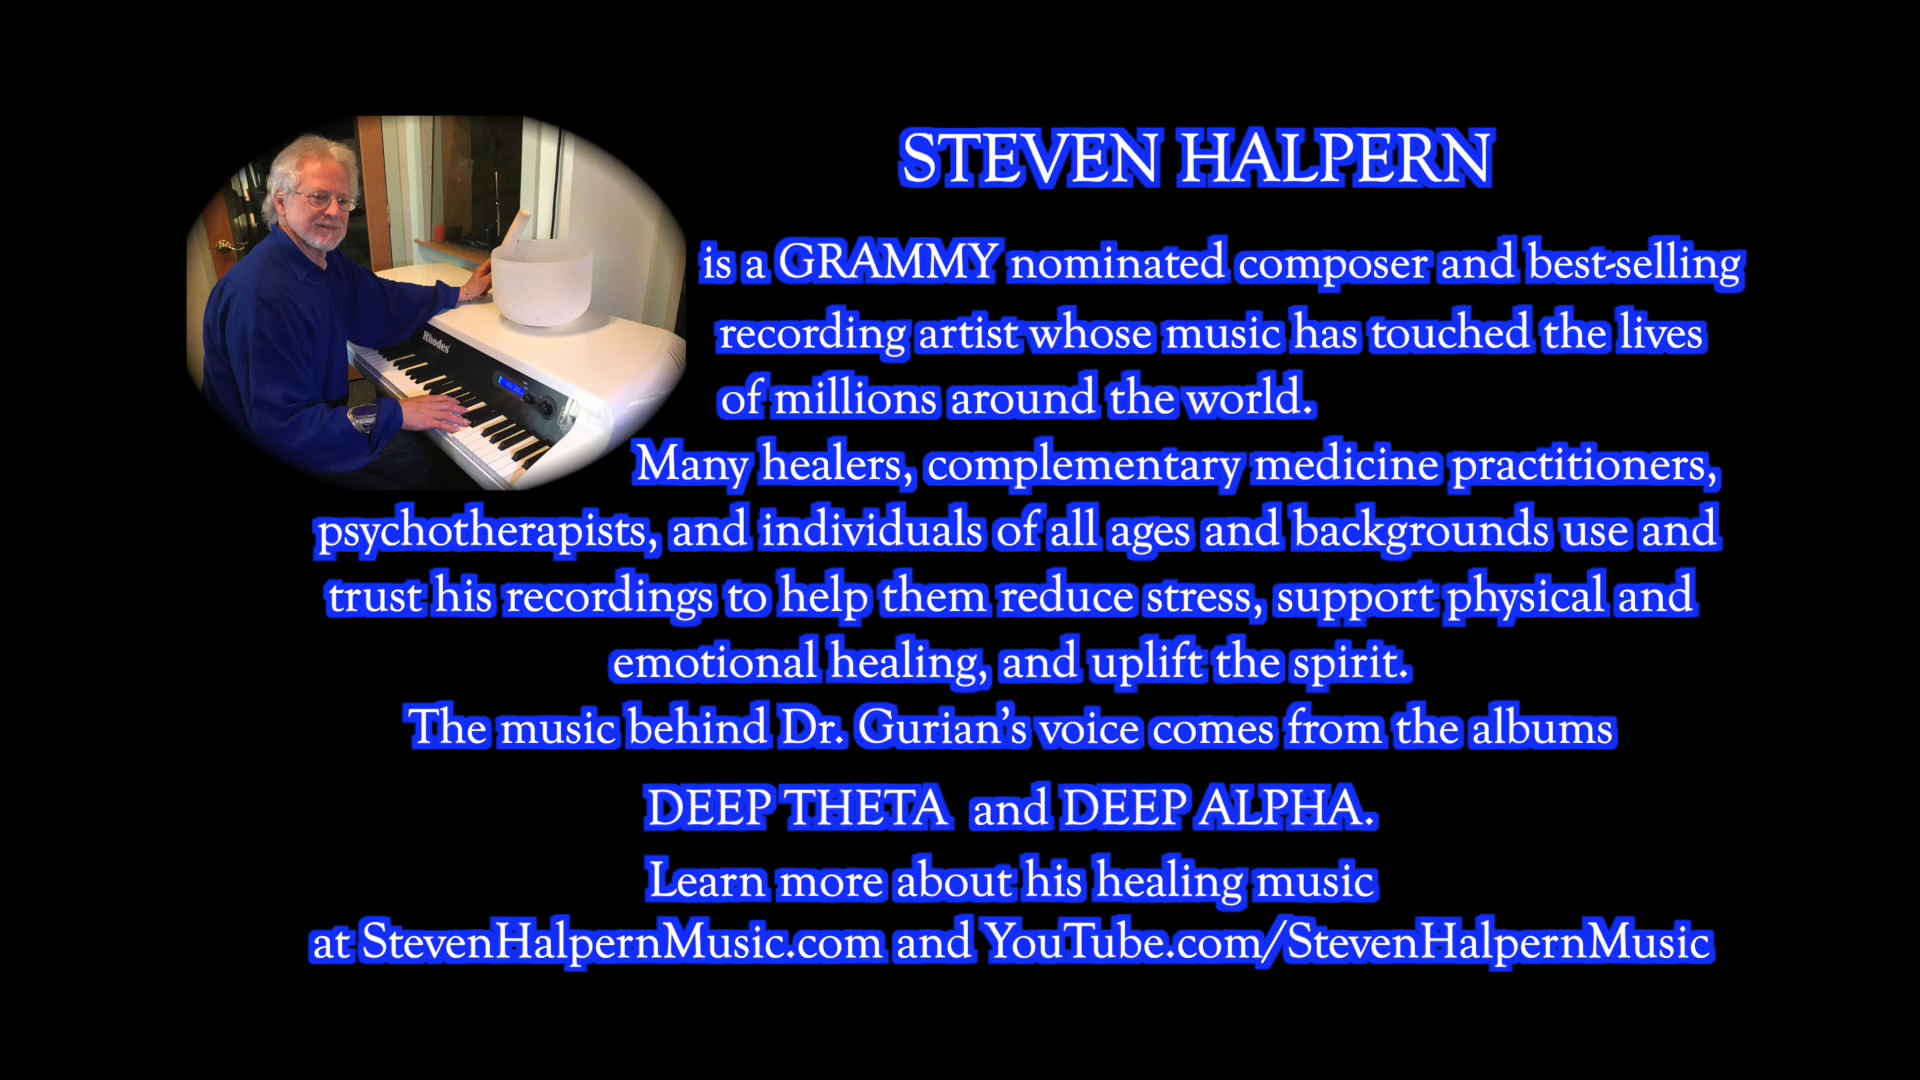 STEVEN HALPERN
is a GRAMMY nominated composer and best-selling
recording artist whose music has touched the lives
of millions around the world.
Many healers, complementary medicine practitioners,
psychotherapists, and individuals of all ages and backgrounds use and
trust his recordings to help them reduce stress, support physical and
emotional healing, and uplift the spirit.
The music behind Dr. Gurian’s voice comes from the albums
DEEP THETA and DEEP ALPHA.
Learn more about his healing music
at StevenHalpernMusic.com and YouTube.com/StevenHalpernMusic
Rhodes